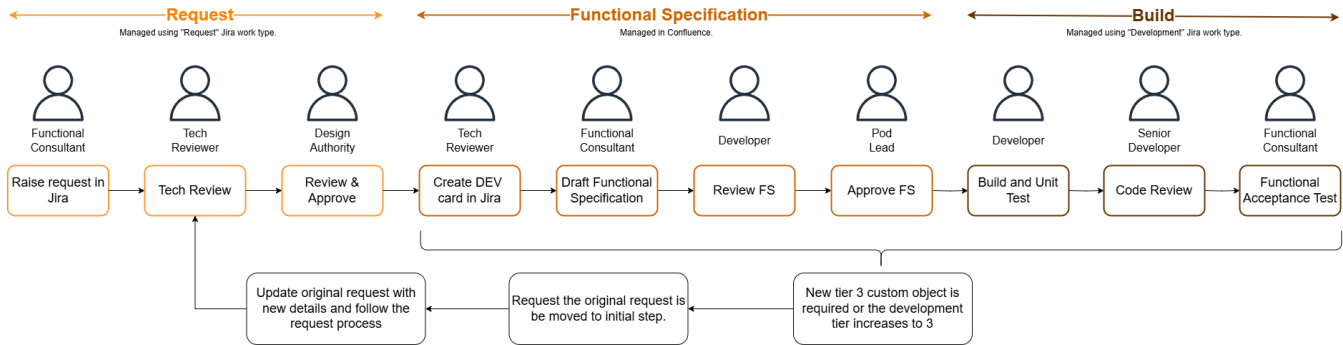 Request
Managed using "Request" Jira work type.
Functional Specification
Managed in Confluence.
Build
Managed using "Development" Jira work type.
Functional
Consultant
Tech
Reviewer
Design
Authority
Tech
Reviewer
Functional
Consultant
Developer
Pod
Lead
Developer
Senior
Developer
Functional
Consultant
Raise request in
Jira
Tech Review
Review &
Approve
Create DEV
card in Jira
Draft Functional
Specification
Review FS
Approve FS
Build and Unit
Test
Code Review
Functional
Acceptance Test
Update original request with
new details and follow the
request process
Request the original request is
be moved to initial step.
New tier 3 custom object is
required or the development
tier increases to 3